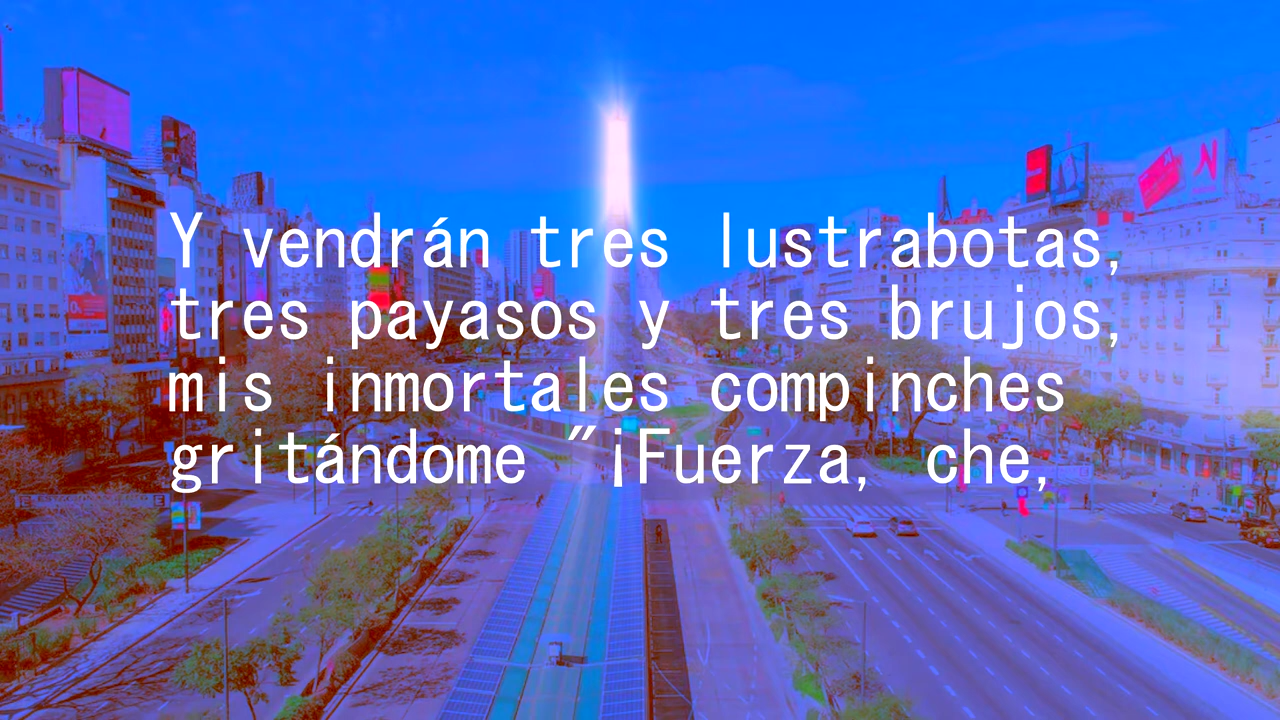 Y vendrán tres lustrabotas,
tres payasos y tres brujos,
mis inmortales compinches
gritándome "¡Fuerza, che,